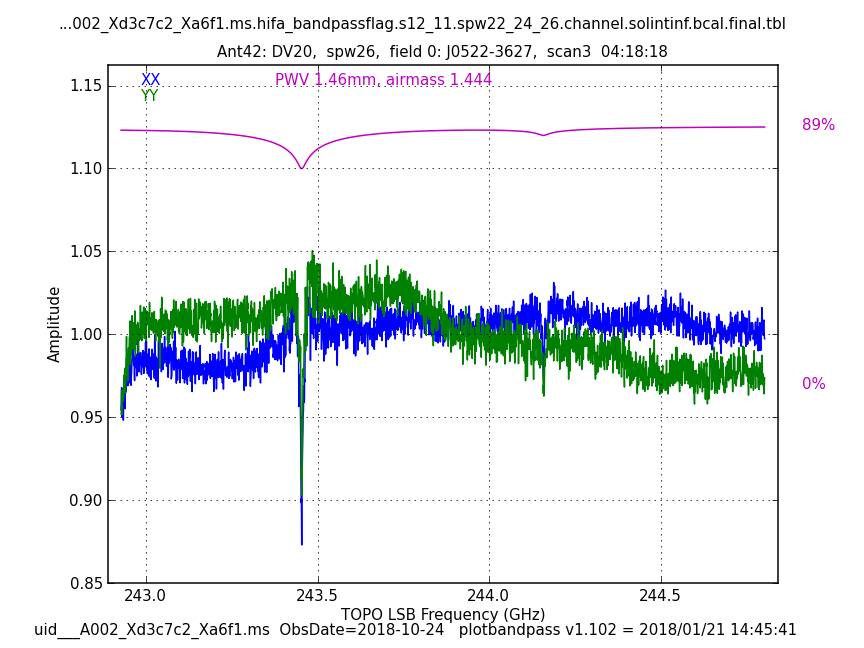 ...002_Xd3c7c2_Xa6f1.ms.hifa_bandpassflag.s12_11.spw22_24_26.channel.solintinf.bcal.final.tbl
Ant42: DV20,  spw26,  field 0: J0522-3627,  scan3  04:18:18
XX
PWV 1.46mm, airmass 1.444
YY
89%
0%
1.15
1.10
1.05
1.00
0.95
0.90
0.85
Amplitude
243.0 243.5 244.0 244.5
TOPO LSB Frequency (GHz)
uid___A002_Xd3c7c2_Xa6f1.ms  ObsDate=2018-10-24   plotbandpass v1.102 = 2018/01/21 14:45:41